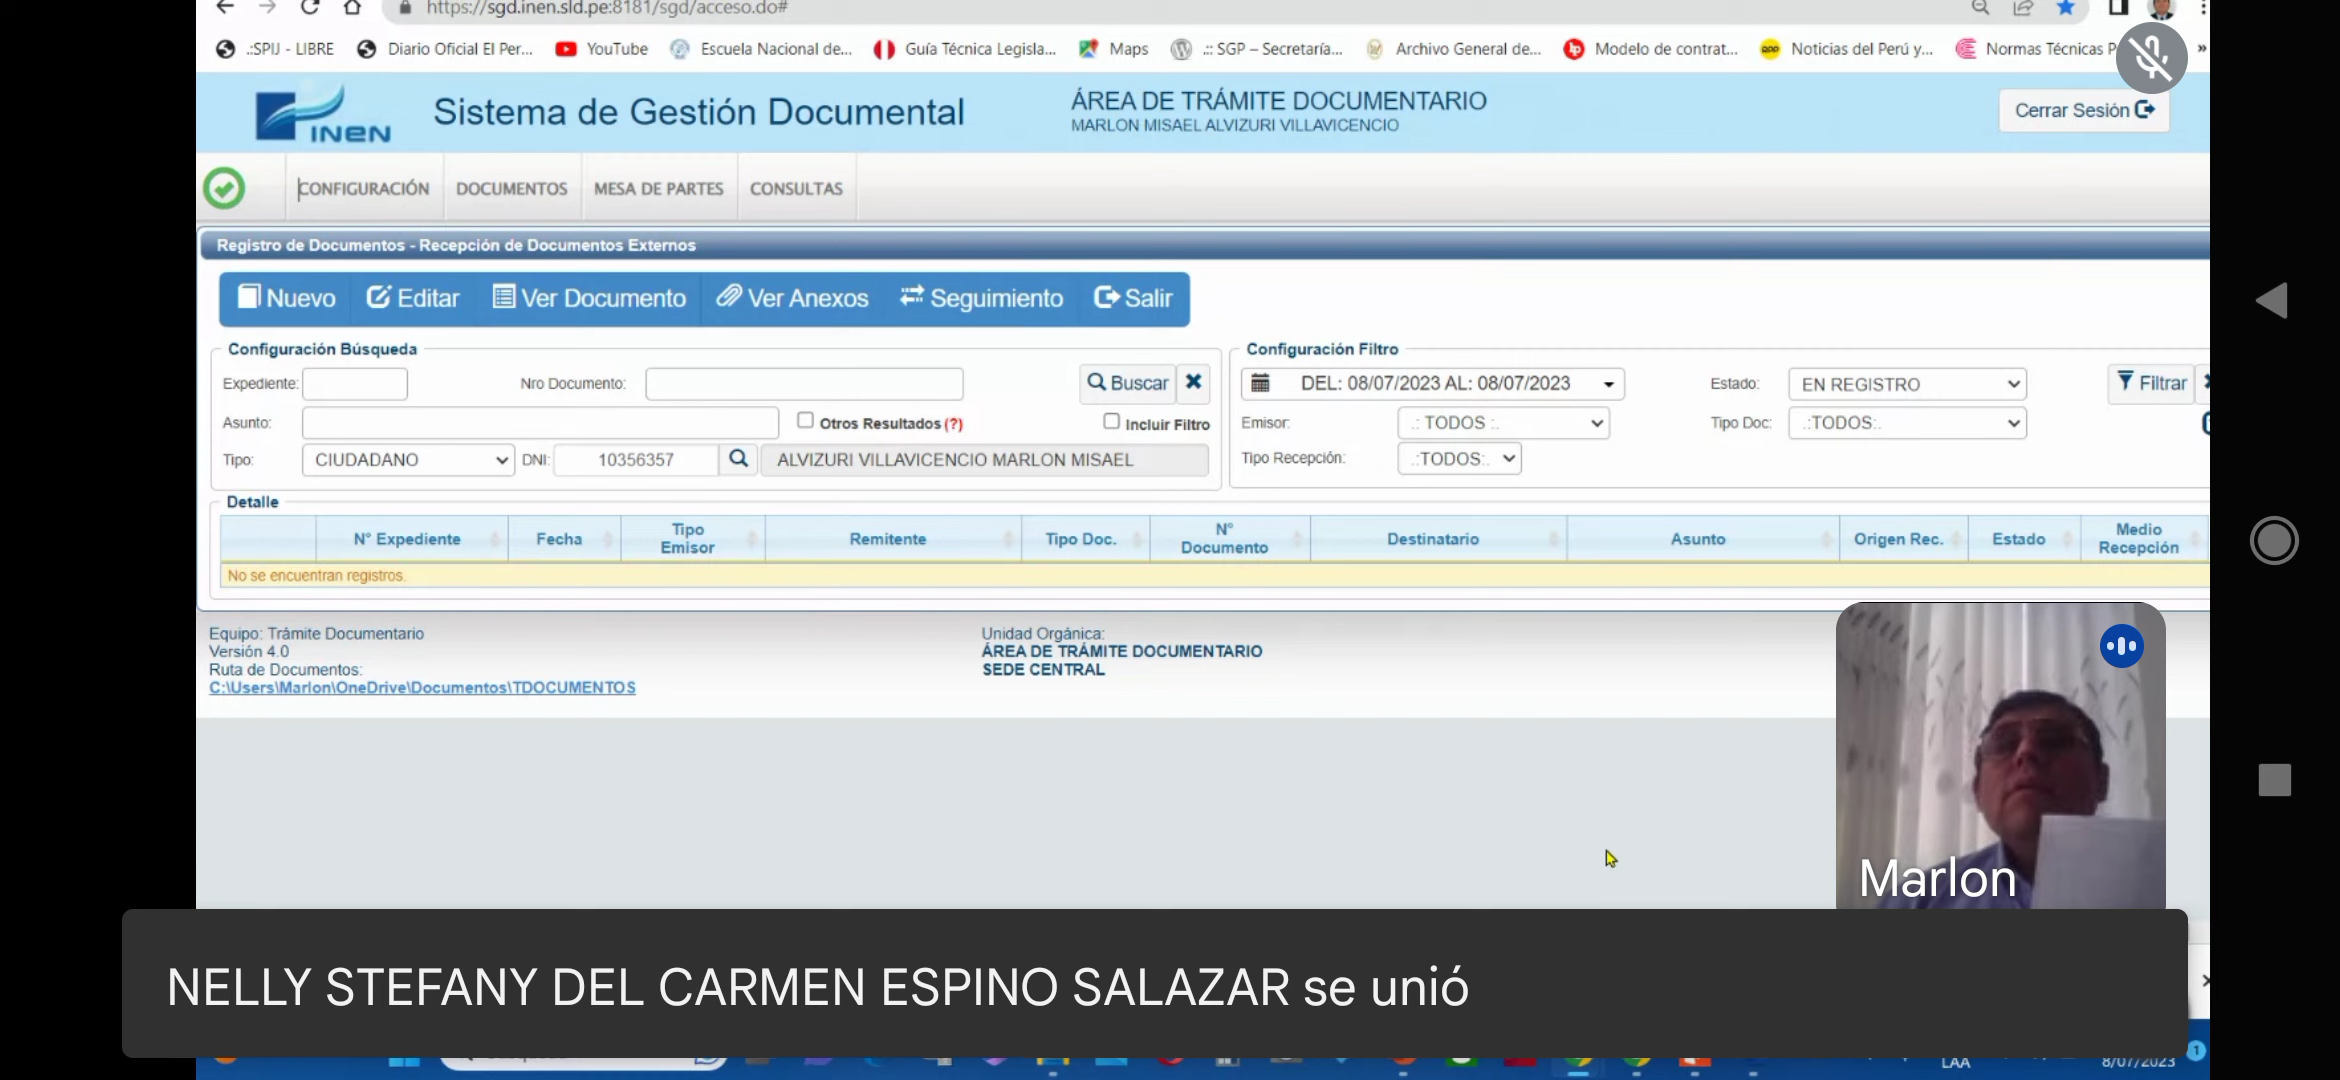 https://sgd.inen.sld.pe:8181/sgd/acceso.do#
.:SPIJ - LIBRE Diario Oficial El Per... YouTube Escuela Nacional de... Guía Técnica Legisla... Maps .:: SGP – Secretaría... Archivo General de... Modelo de contrat... Noticias del Perú y... Normas Técnicas P »
INEN Sistema de Gestión Documental ÁREA DE TRÁMITE DOCUMENTARIO
MARLON MISAEL ALVIZURI VILLAVICENCIO
Cerrar Sesión
CONFIGURACIÓN DOCUMENTOS MESA DE PARTES CONSULTAS
Registro de Documentos - Recepción de Documentos Externos
Nuevo Editar Ver Documento Ver Anexos Seguimiento Salir
Configuración Búsqueda
Expediente: Nro Documento: Buscar
Asunto: Otros Resultados (?) Incluir Filtro
Tipo: CIUDADANO DNI: 10356357 ALVIZURI VILLAVICENCIO MARLON MISAEL
Configuración Filtro
DEL: 08/07/2023 AL: 08/07/2023 Estado: EN REGISTRO Filtrar
Emisor: .: TODOS :. Tipo Doc: .:TODOS:.
Tipo Recepción: .:TODOS:.
Detalle
N° Expediente Fecha Tipo Emisor Remitente Tipo Doc. N° Documento Destinatario Asunto Origen Rec. Estado Medio Recepción
No se encuentran registros.
Equipo: Trámite Documentario
Versión 4.0
Ruta de Documentos:
C:\Users\Marlon\OneDrive\Documentos\TDOCUMENTOS
Unidad Orgánica:
ÁREA DE TRÁMITE DOCUMENTARIO
SEDE CENTRAL
Marlon
NELLY STEFANY DEL CARMEN ESPINO SALAZAR se unió
LAA 8/07/2023 1